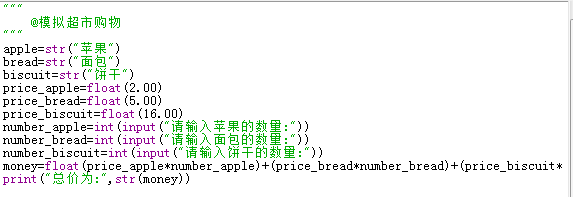 """
@模拟超市购物
"""
apple=str("苹果")
bread=str("面包")
biscuit=str("饼干")
price_apple=float(2.00)
price_bread=float(5.00)
price_biscuit=float(16.00)
number_apple=int(input("请输入苹果的数量:"))
number_bread=int(input("请输入面包的数量:"))
number_biscuit=int(input("请输入饼干的数量:"))
money=float(price_apple*number_apple)+(price_bread*number_bread)+(price_biscuit*
print("总价为:",str(money))